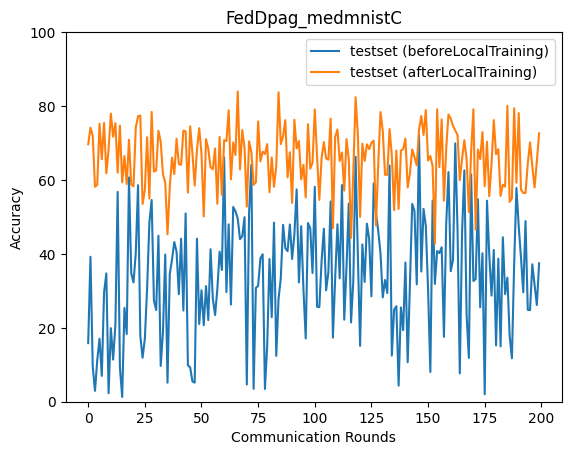 FedDpag_medmnistC
testset (beforeLocalTraining)
testset (afterLocalTraining)
Accuracy
100
80
60
40
20
0
0 25 50 75 100 125 150 175 200
Communication Rounds